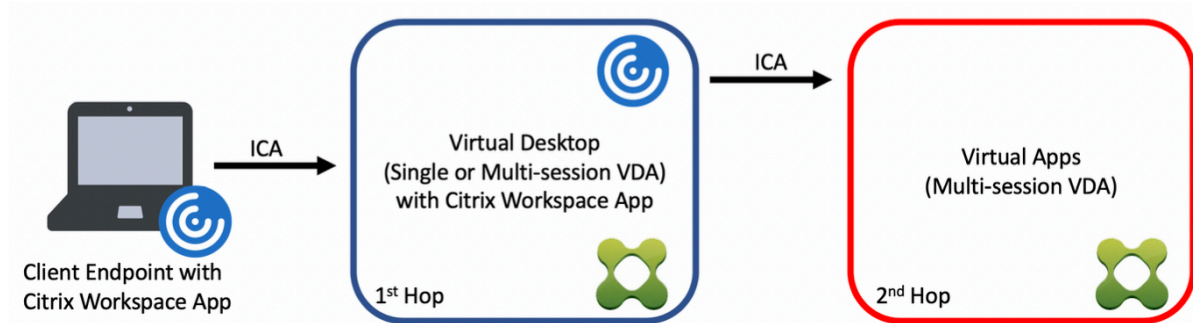 Client Endpoint with
Citrix Workspace App
ICA
Virtual Desktop
(Single or Multi-session VDA)
with Citrix Workspace App
1st Hop
ICA
Virtual Apps
(Multi-session VDA)
2nd Hop